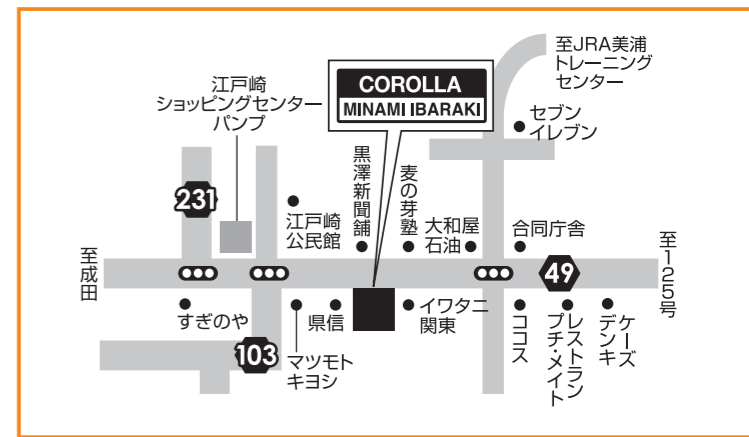 至JRA美浦
トレーニング
センター
江戸崎
ショッピングセンター
パンプ
COROLLA
MINAMI IBARAKI
セブン
イレブン
231
江戸崎
公民館
黒澤新聞舗
麦の芽塾
大和屋
石油
合同庁舎
至成田
49
至125号
すぎのや
103
マツモト
キヨシ
県信
イワタニ
関東
ココス
レストラン
プチ・メイト
ケーズ
デンキ